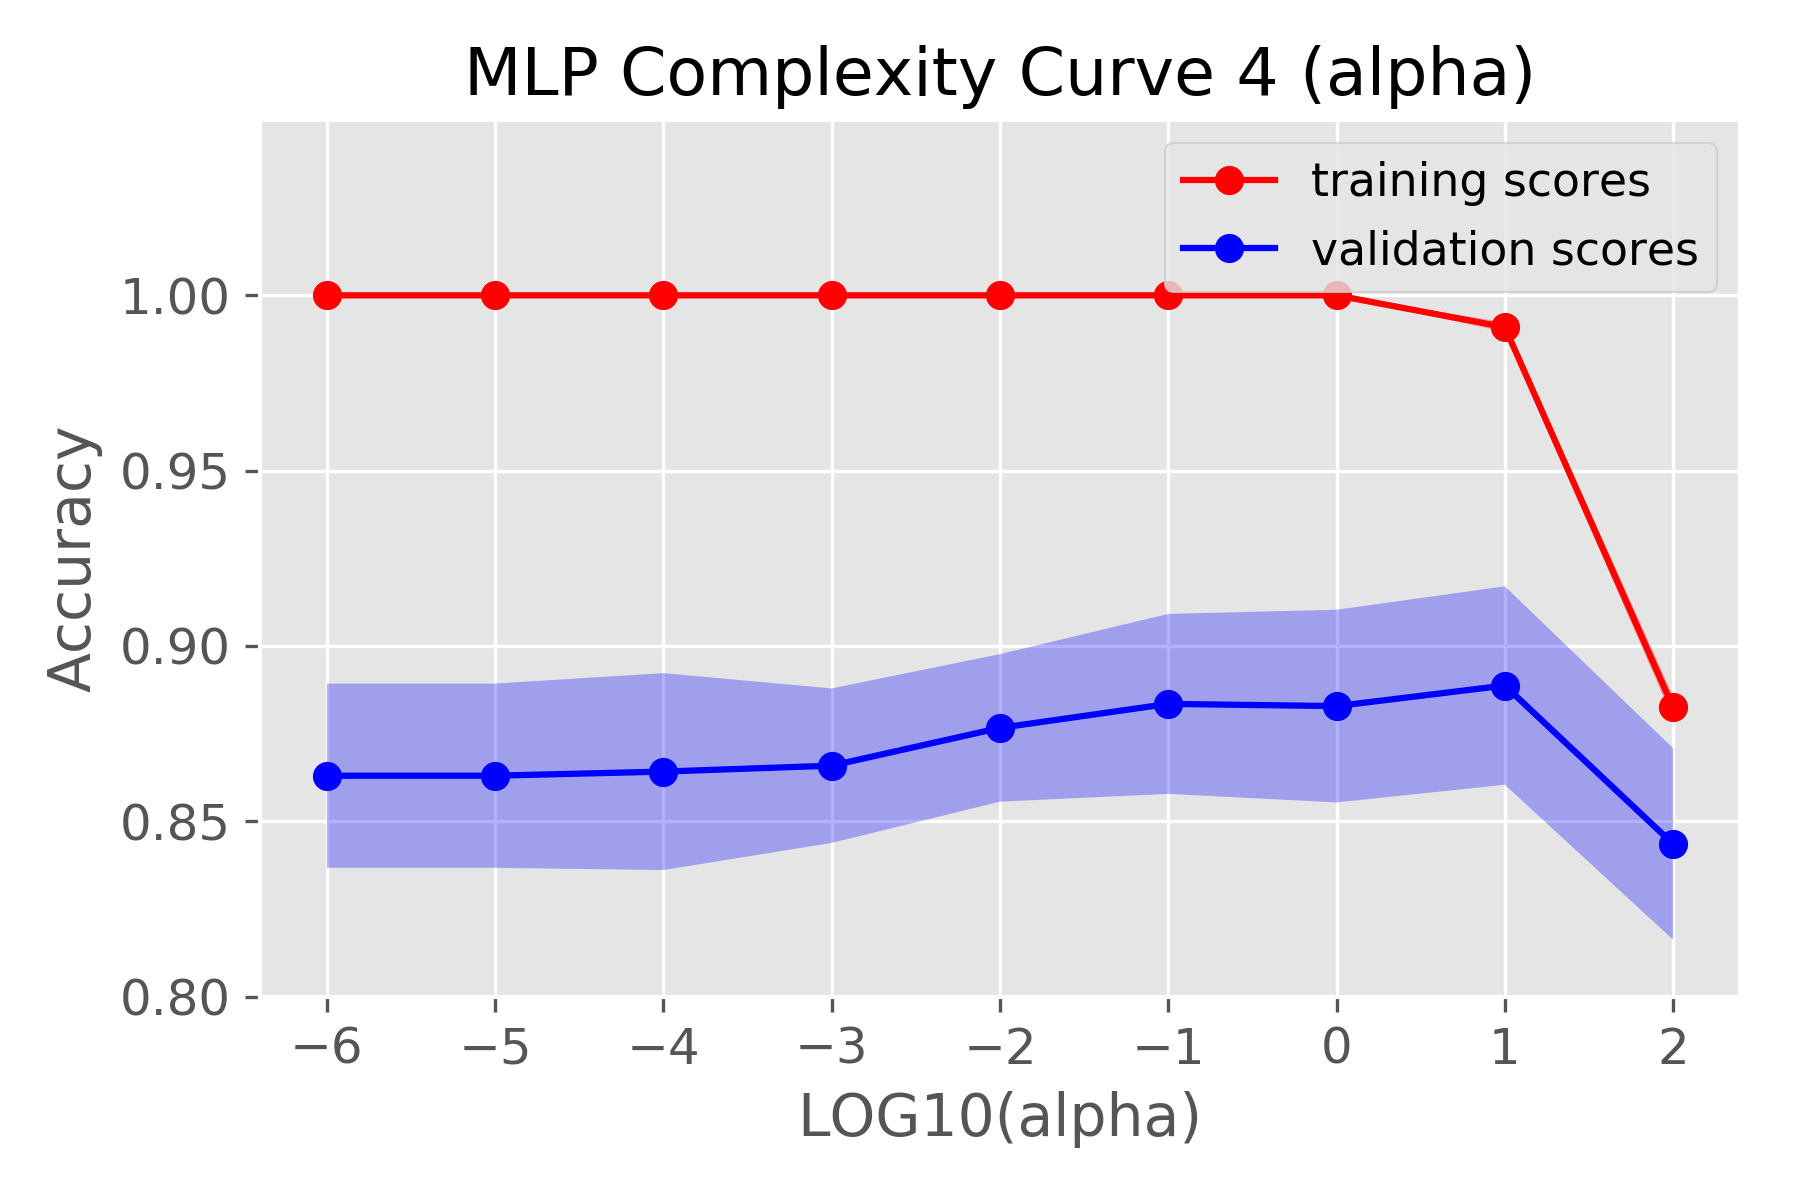 MLP Complexity Curve 4 (alpha)
training scores
validation scores
Accuracy
1.00
0.95
0.90
0.85
0.80
−6 −5 −4 −3 −2 −1 0 1 2
LOG10(alpha)